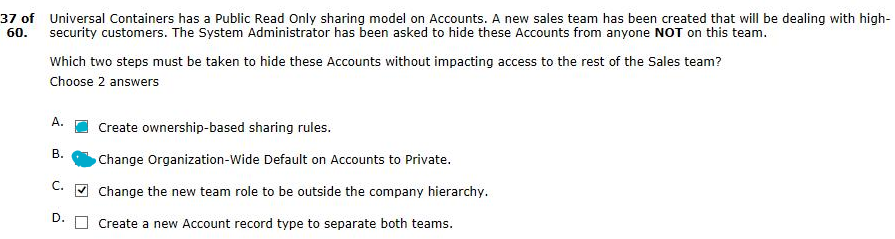 37 of Universal Containers has a Public Read Only sharing model on Accounts. A new sales team has been created that will be dealing with high-
60. security customers. The System Administrator has been asked to hide these Accounts from anyone NOT on this team.
Which two steps must be taken to hide these Accounts without impacting access to the rest of the Sales team?
Choose 2 answers
A. Create ownership-based sharing rules.
B. Change Organization-Wide Default on Accounts to Private.
C. Change the new team role to be outside the company hierarchy.
D. Create a new Account record type to separate both teams.